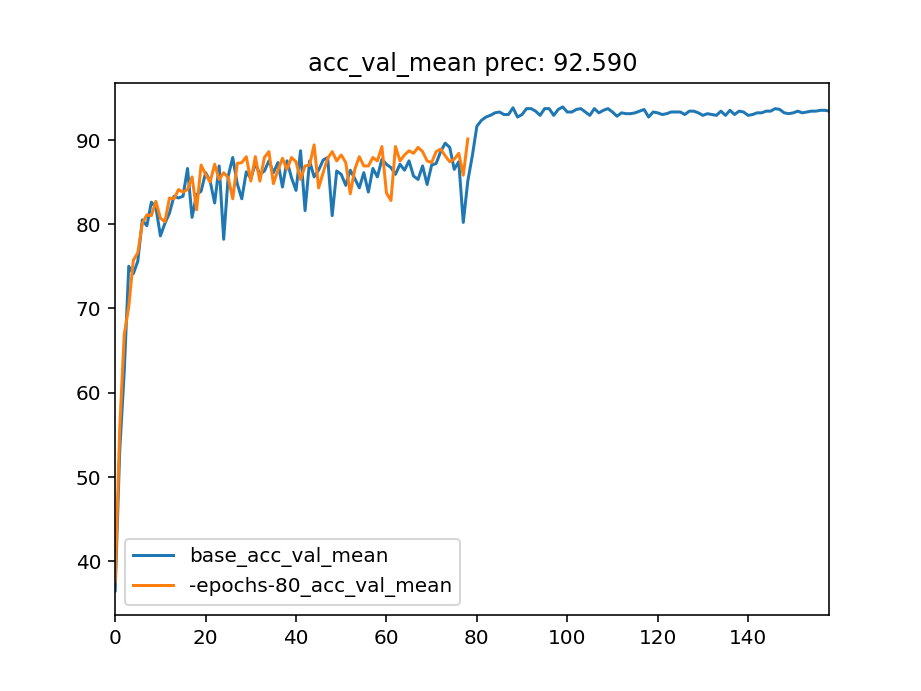 acc_val_mean prec: 92.590
90
80
70
60
50
40
base_acc_val_mean
-epochs-80_acc_val_mean
0 20 40 60 80 100 120 140